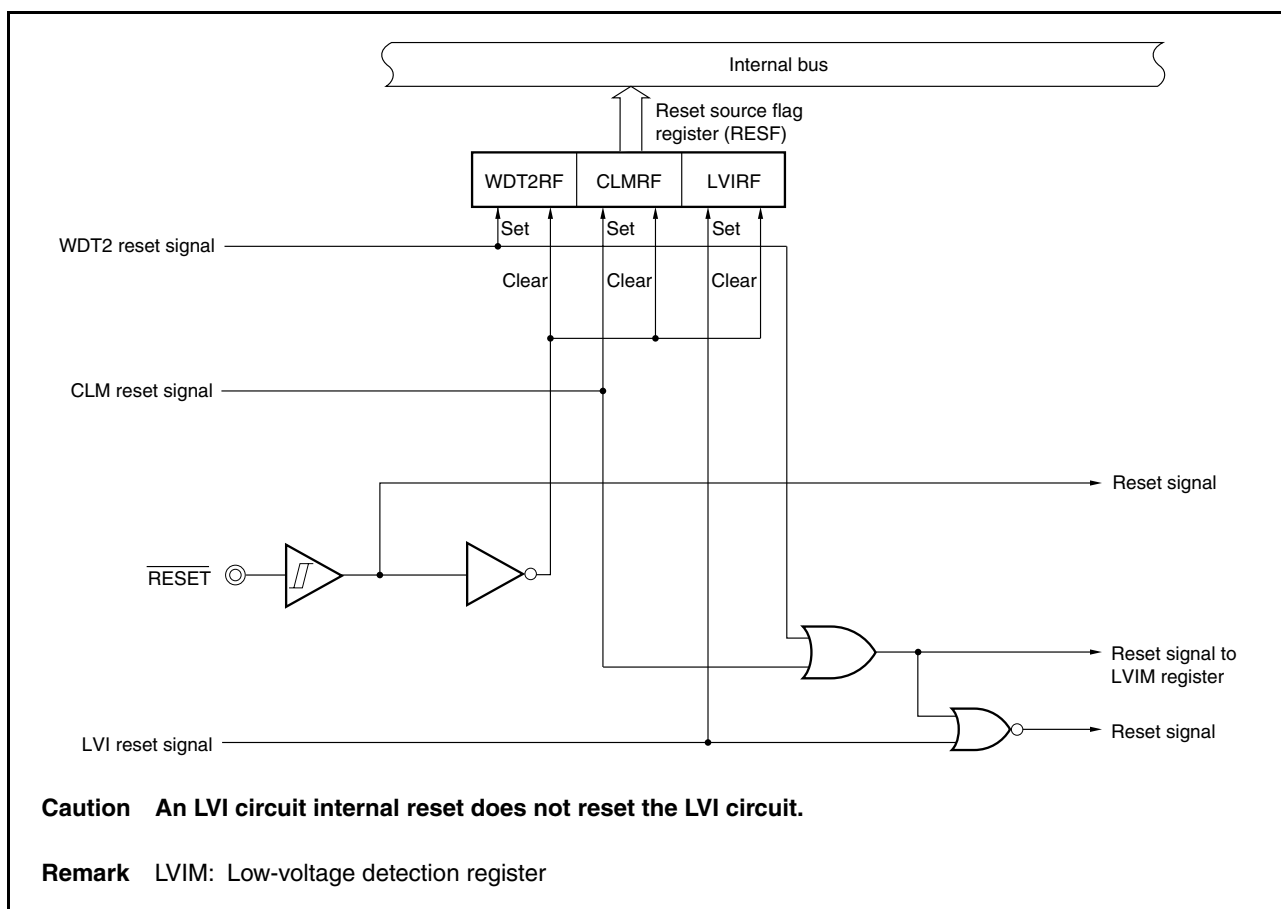 Internal bus
Reset source flag
register (RESF)
WDT2RF CLMRF LVIRF
Set Set Set
WDT2 reset signal
Clear Clear Clear
CLM reset signal
Reset signal
RESET
Reset signal to
LVIM register
LVI reset signal
Reset signal
Caution An LVI circuit internal reset does not reset the LVI circuit.
Remark LVIM: Low-voltage detection register